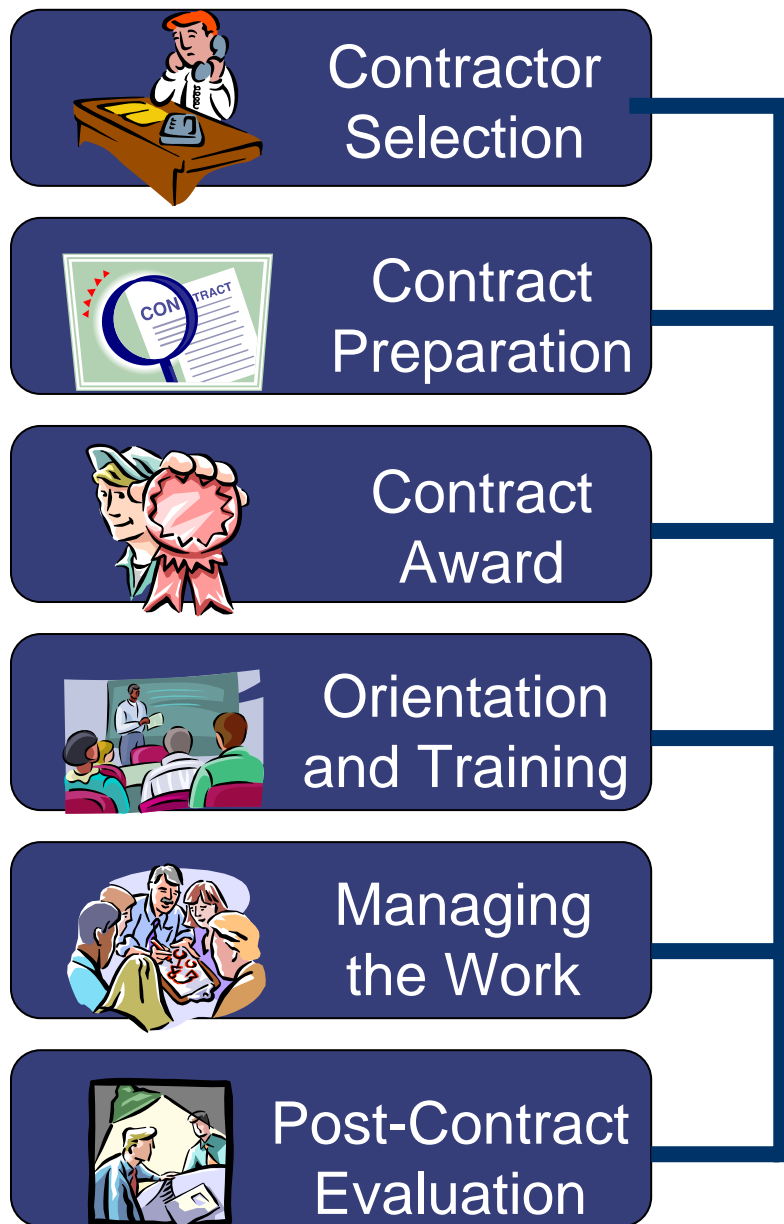 Contractor
Selection
CONTRACT
Contract
Preparation
Contract
Award
Orientation
and Training
Managing
the Work
Post-Contract
Evaluation